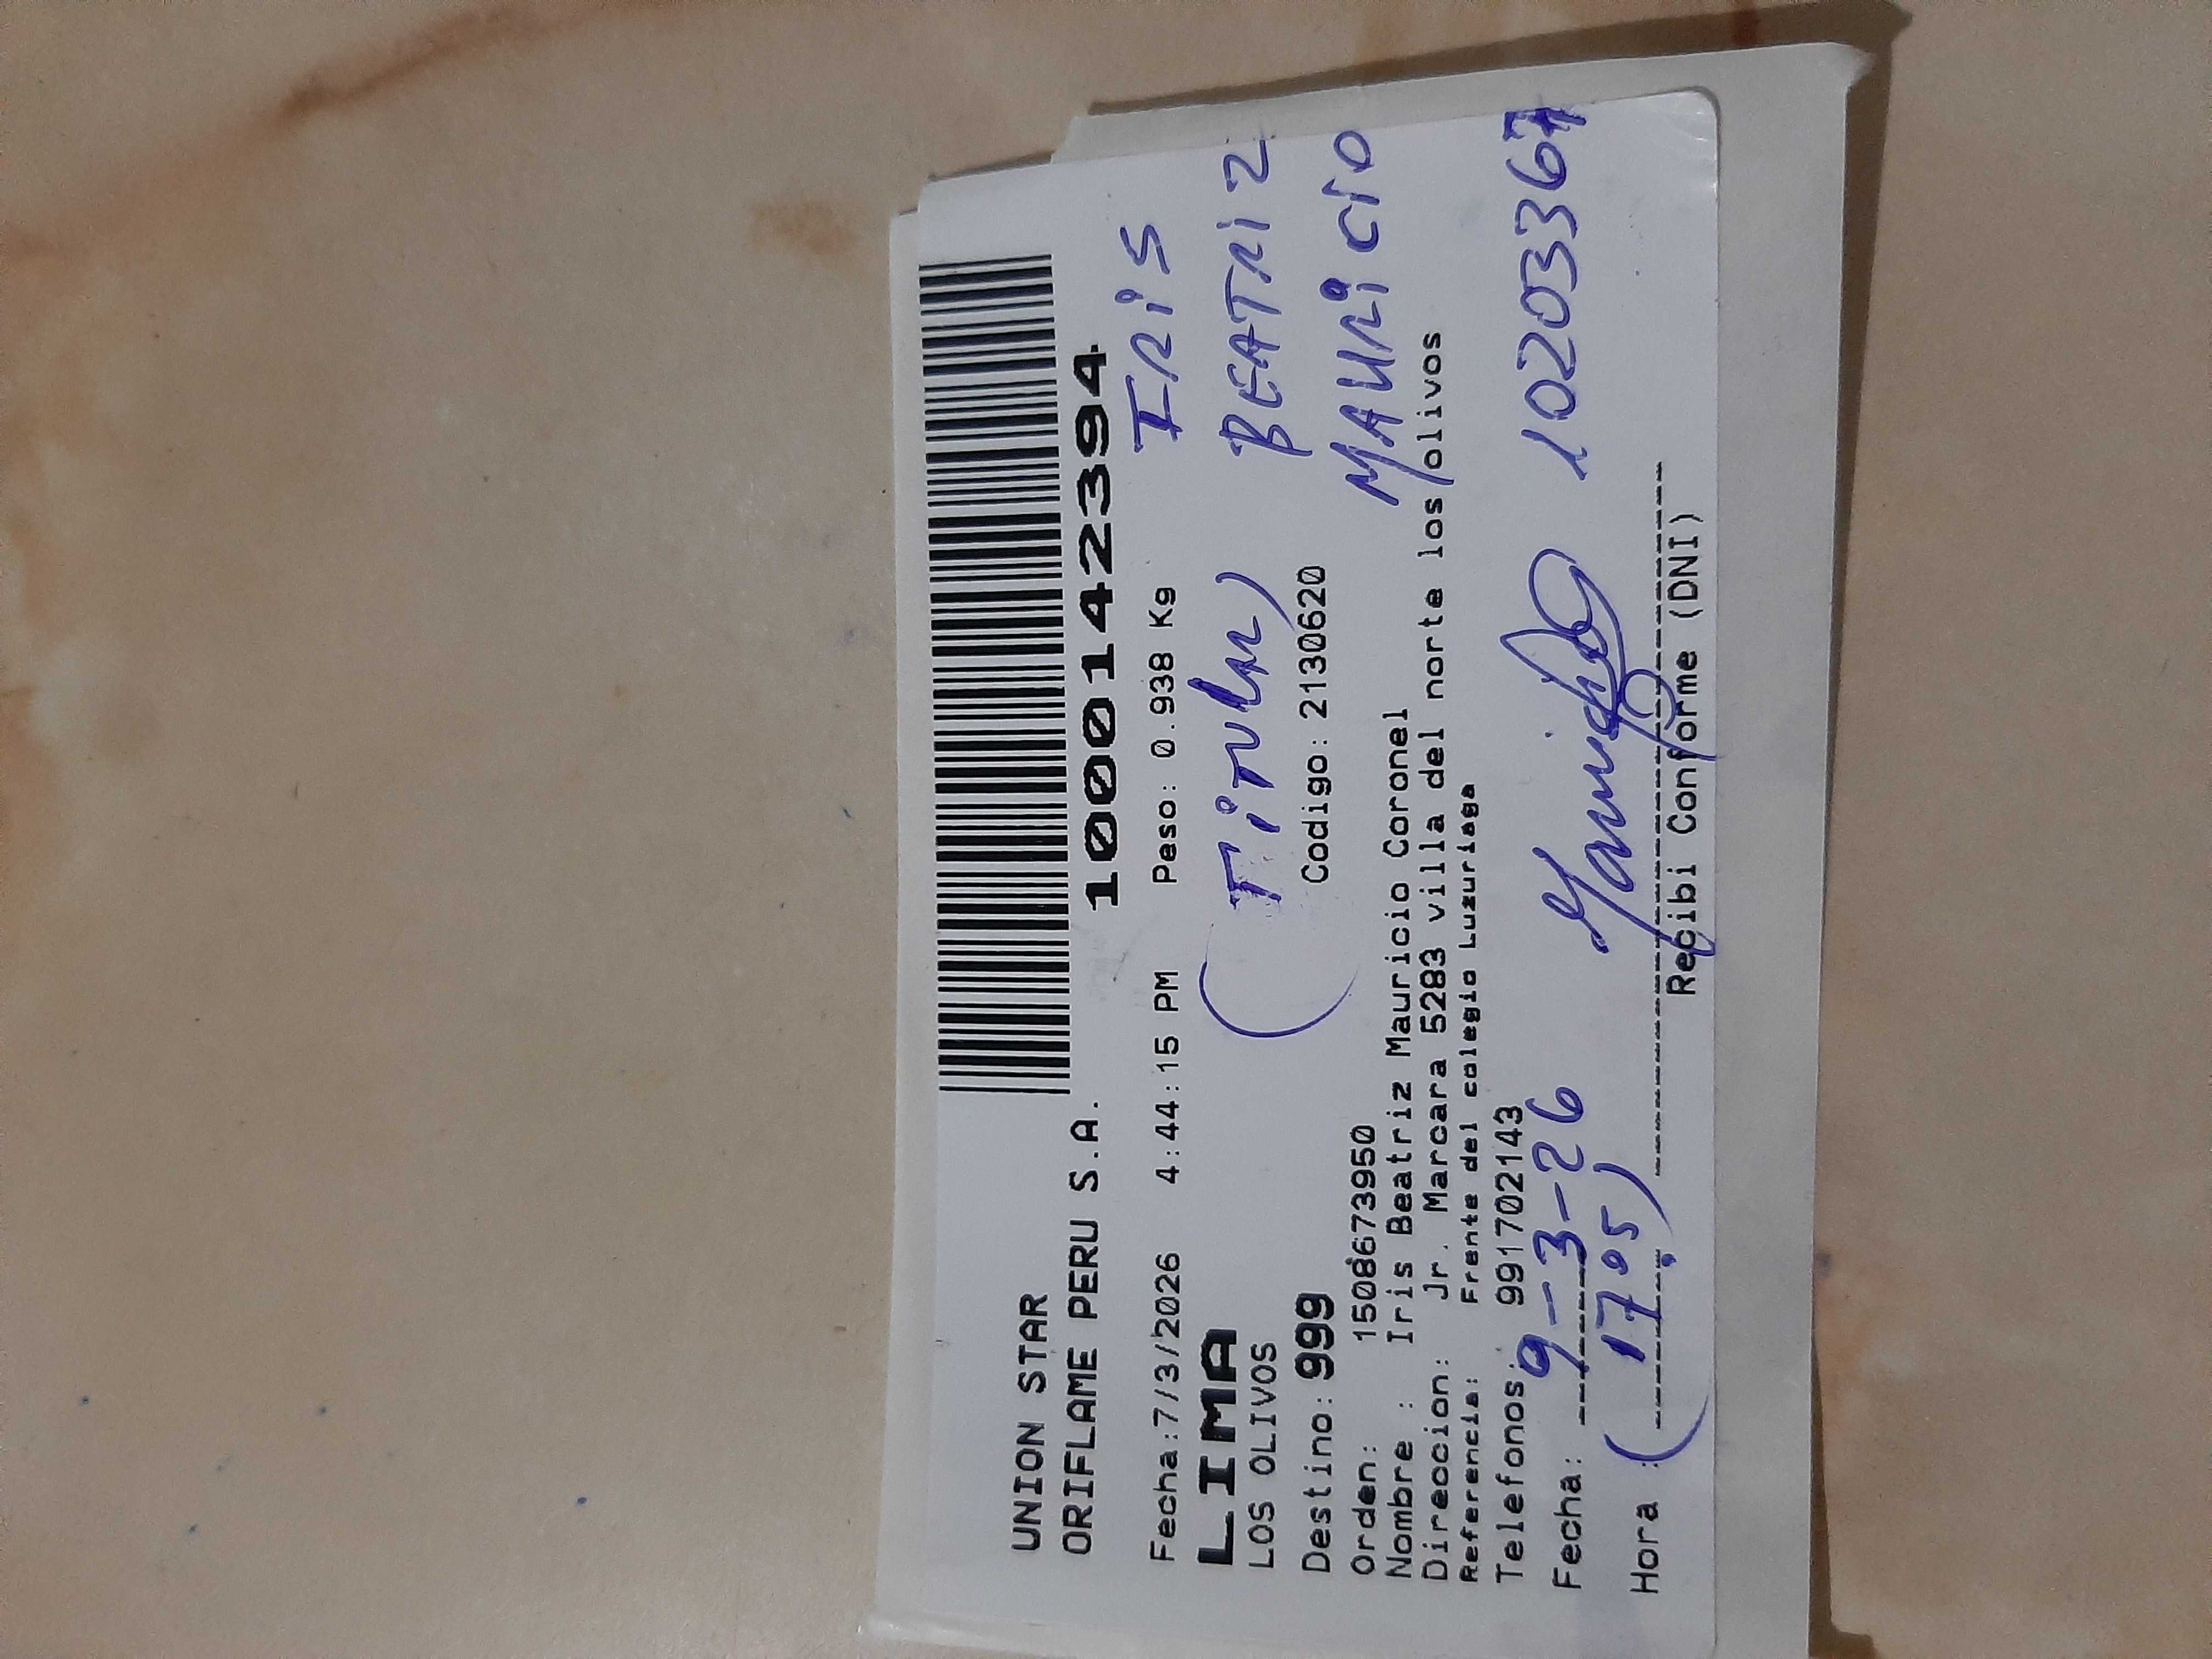 UNION STAR
ORIFLAME PERU S.A.
1000142394
Fecha:7/3/2026 4:44:15 PM Peso: 0.938 Kg
IRIS
LIMA
LOS OLIVOS
(Titular)
BEATRIZ
Destino: 999 Codigo: 2130620
MAURICIO
Orden: 1508673950
Nombre : Iris Beatriz Mauricio Coronel
Direccion: Jr. Marcara 5283 villa del norte los olivos
Referencia: Frente del colegio Luzuriaga
Telefonos: 991702143
Fecha: 9-3-26
10203367
Hora : (17:05)
Recibi Conforme (DNI)